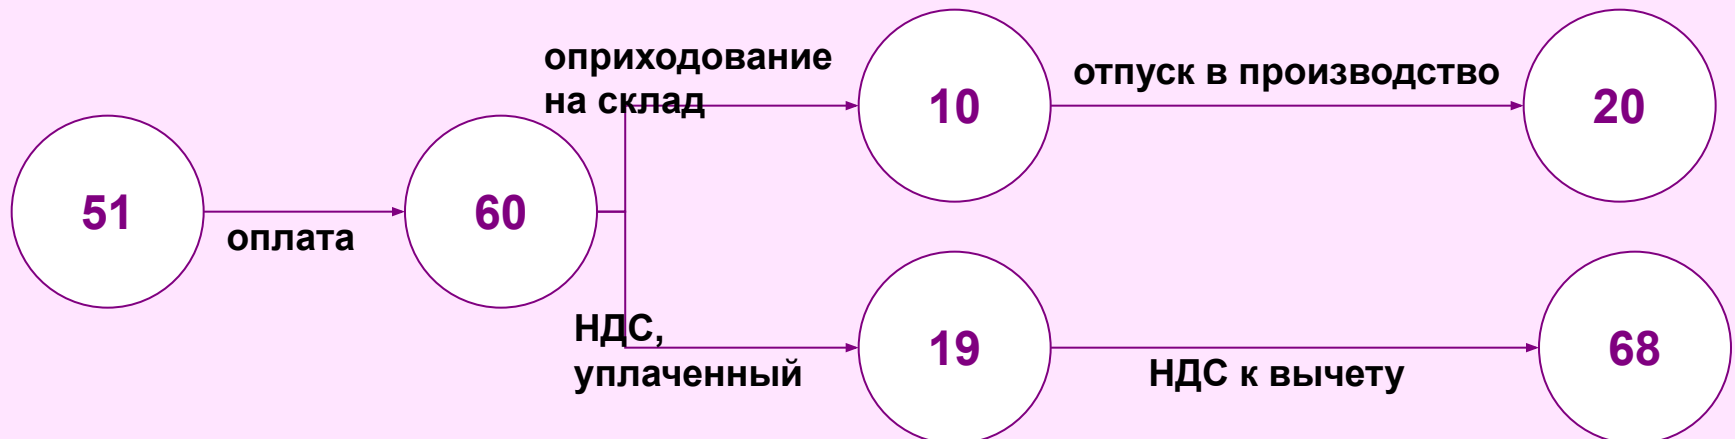 оприходование
на склад
10
отпуск в производство
20
51
оплата
60
НДС,
уплаченный
19
НДС к вычету
68